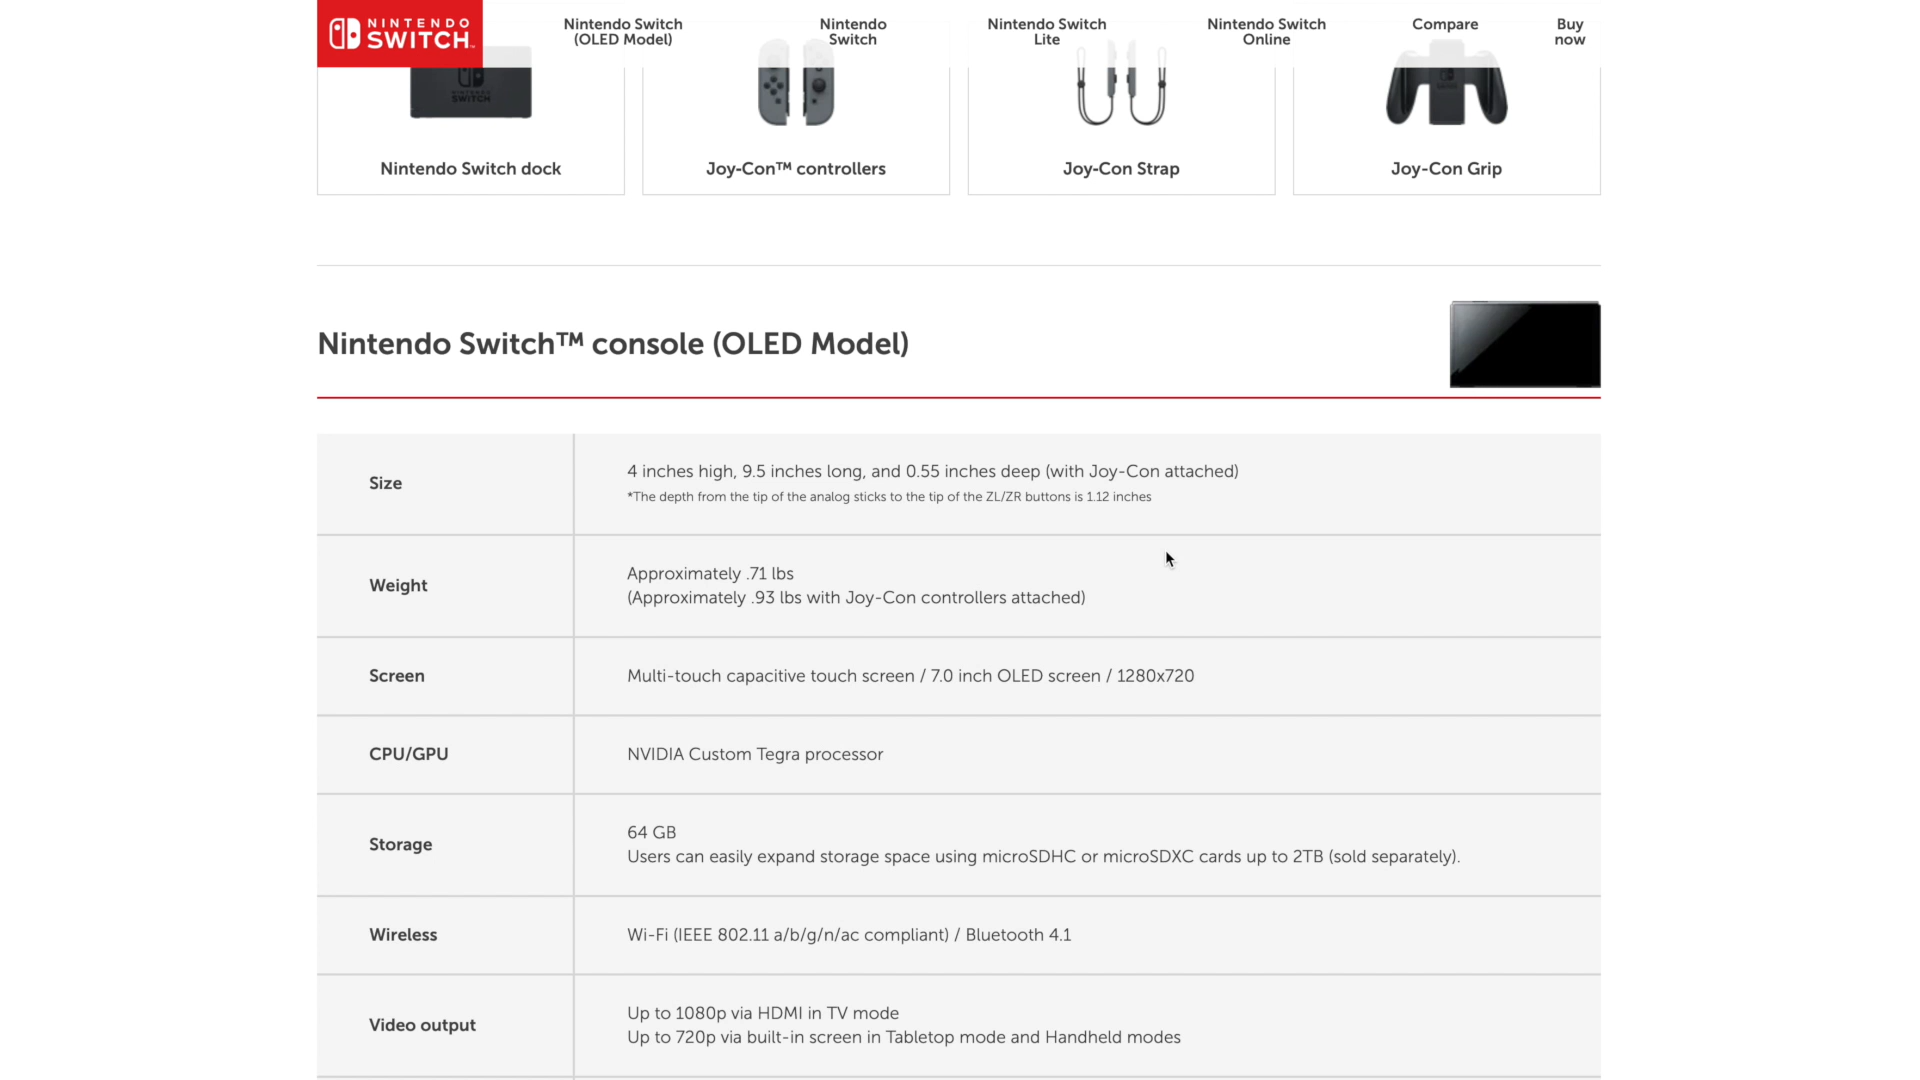 NINTENDO
SWITCH™
Nintendo Switch
(OLED Model)
Nintendo
Switch
Nintendo Switch
Lite
Nintendo Switch
Online
Compare
Buy
now
NINTENDO
SWITCH
Nintendo Switch dock
Joy-Con™ controllers
Joy-Con Strap
Joy-Con Grip
Nintendo Switch™ console (OLED Model)
Size
4 inches high, 9.5 inches long, and 0.55 inches deep (with Joy-Con attached)
*The depth from the tip of the analog sticks to the tip of the ZL/ZR buttons is 1.12 inches
Weight
Approximately .71 lbs
(Approximately .93 lbs with Joy-Con controllers attached)
Screen
Multi-touch capacitive touch screen / 7.0 inch OLED screen / 1280x720
CPU/GPU
NVIDIA Custom Tegra processor
Storage
64 GB
Users can easily expand storage space using microSDHC or microSDXC cards up to 2TB (sold separately).
Wireless
Wi-Fi (IEEE 802.11 a/b/g/n/ac compliant) / Bluetooth 4.1
Video output
Up to 1080p via HDMI in TV mode
Up to 720p via built-in screen in Tabletop mode and Handheld modes